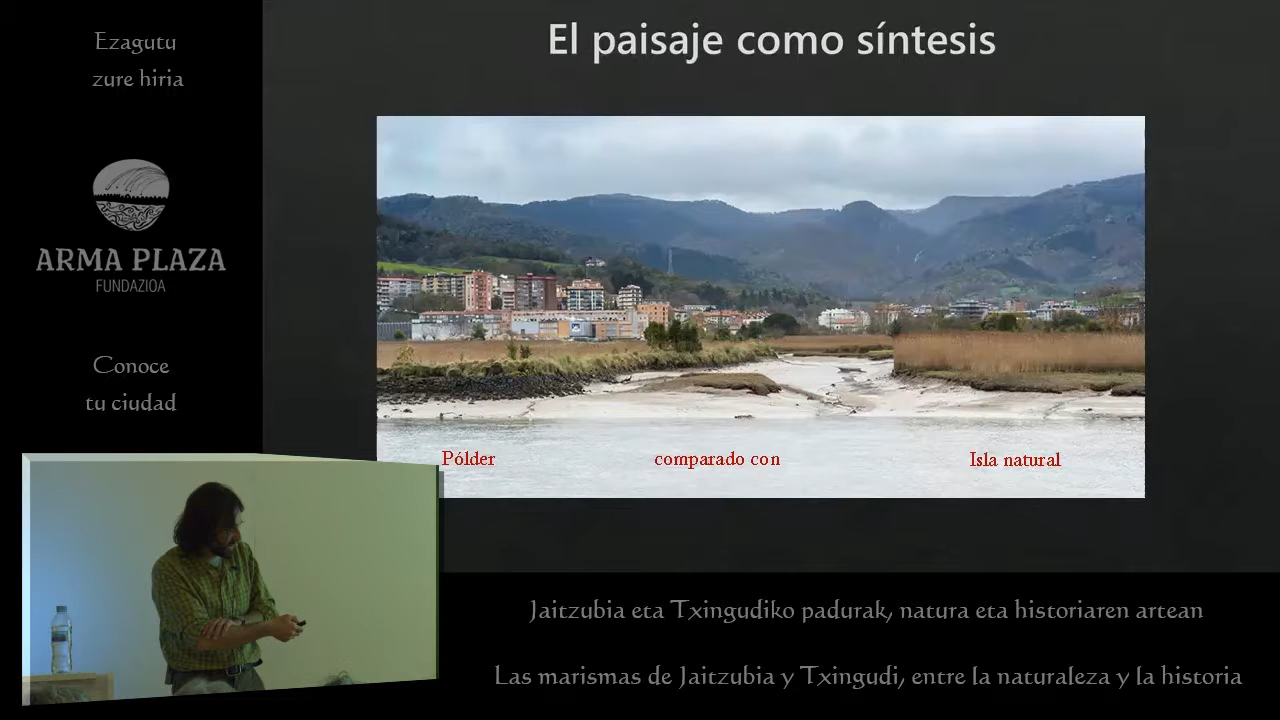 Ezagutu
zure hiria
ARMA PLAZA
FUNDAZIOA
Conoce
tu ciudad
El paisaje como síntesis
Pólder
comparado con
Isla natural
Jaitzubia eta Txingudiko padurak, natura eta historiaren artean
Las marismas de Jaitzubia y Txingudi, entre la naturaleza y la historia